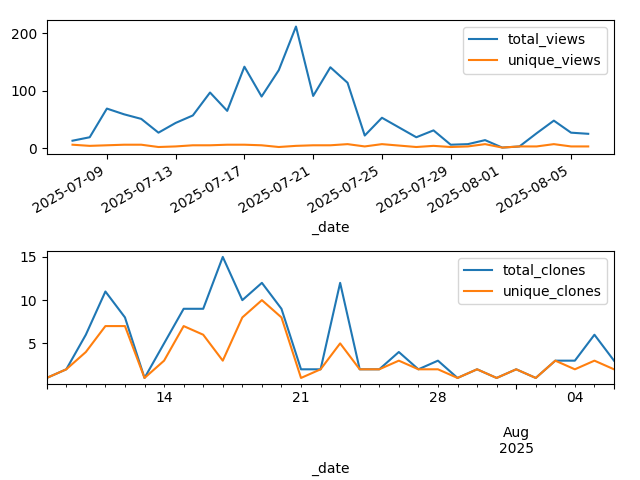 200
100
0
total_views
unique_views
2025-07-09
2025-07-13
2025-07-17
2025-07-21
2025-07-25
2025-07-29
2025-08-01
2025-08-05
_date
15
10
5
total_clones
unique_clones
14
21
28
04
Aug
2025
_date